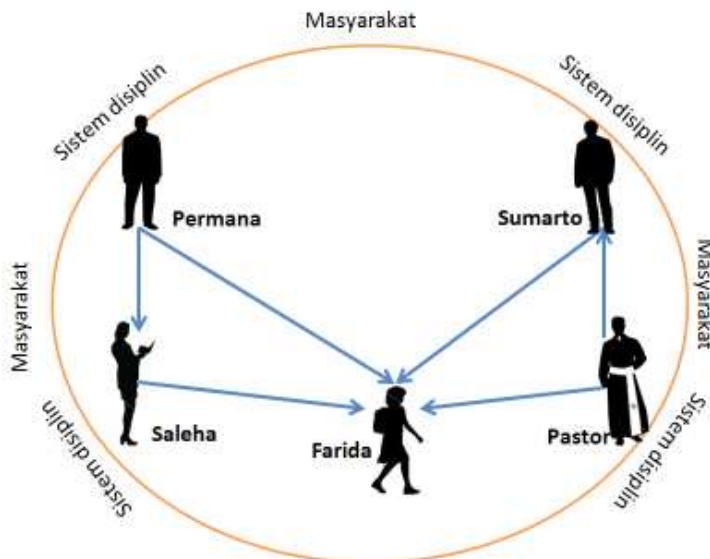 Masyarakat
Sistem disiplin
Sistem disiplin
Permana
Sumarto
Masyarakat
Masyarakat
Saleha
Farida
Pastor
Sistem disiplin
Sistem disiplin